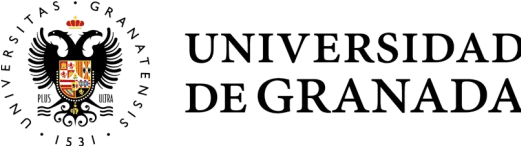 UNIVERSITAS · GRANATENSIS · 1531 ·
PLUS ULTRA
UNIVERSIDAD
DE GRANADA